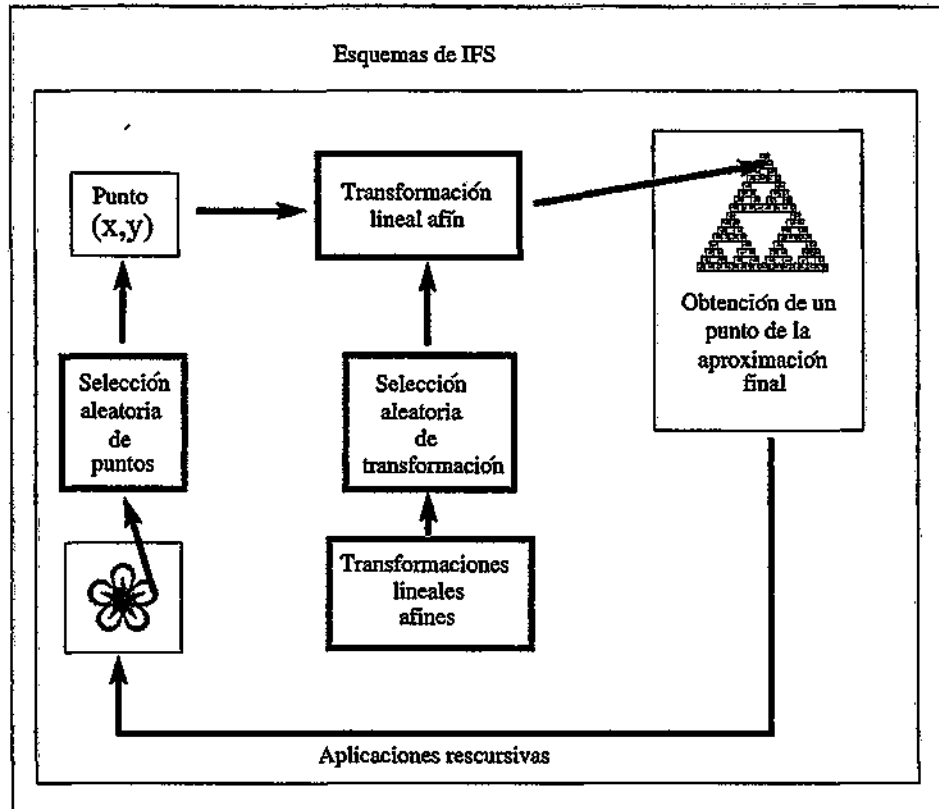 Esquemas de IFS
Punto
(x,y)
Transformación
lineal afín
Obtención de un
punto de la
aproximación
final
Selección
aleatoria
de
puntos
Selección
aleatoria
de
transformación
Transformaciones
lineales
afines
Aplicaciones rescursivas